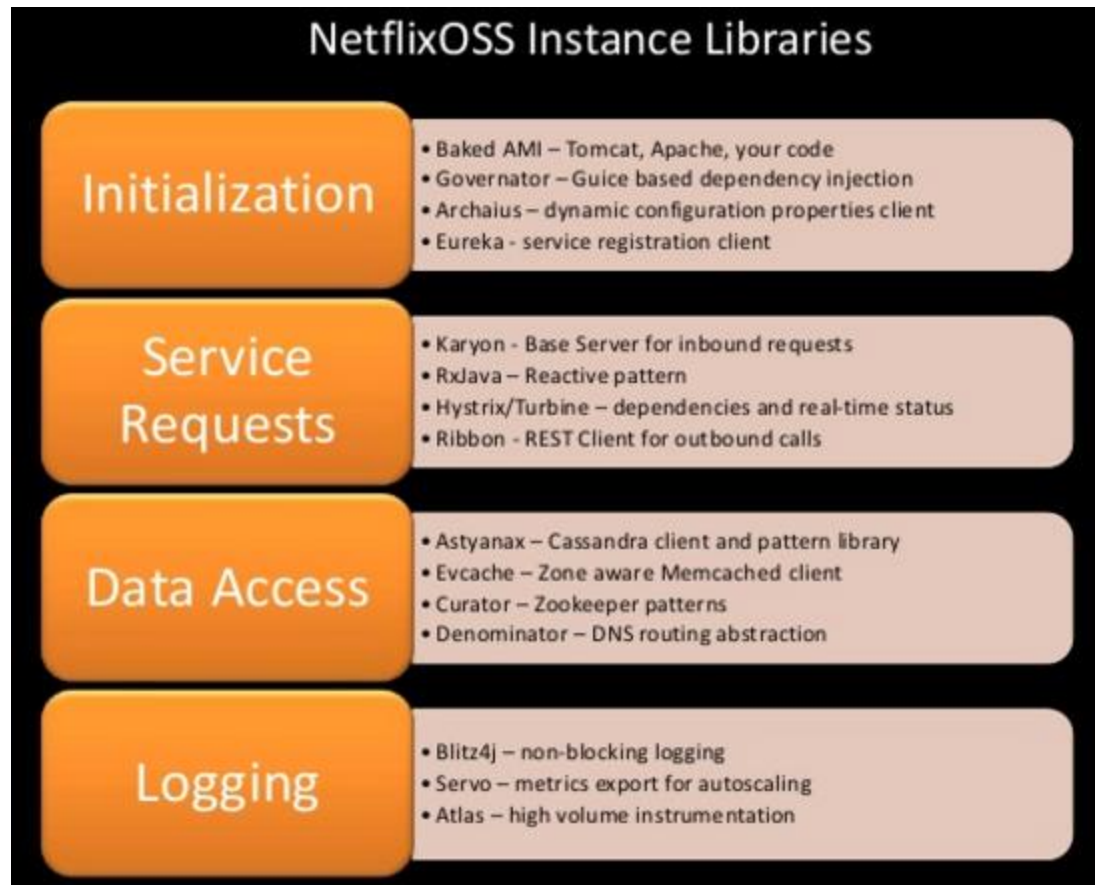 NetflixOSS Instance Libraries
Initialization
• Baked AMI – Tomcat, Apache, your code
• Governator – Guice based dependency injection
• Archaius – dynamic configuration properties client
• Eureka - service registration client
Service
Requests
• Karyon - Base Server for inbound requests
• RxJava – Reactive pattern
• Hystrix/Turbine – dependencies and real-time status
• Ribbon - REST Client for outbound calls
Data Access
• Astyanax – Cassandra client and pattern library
• Evcache – Zone aware Memcached client
• Curator – Zookeeper patterns
• Denominator – DNS routing abstraction
Logging
• Blitz4j – non-blocking logging
• Servo – metrics export for autoscaling
• Atlas – high volume instrumentation